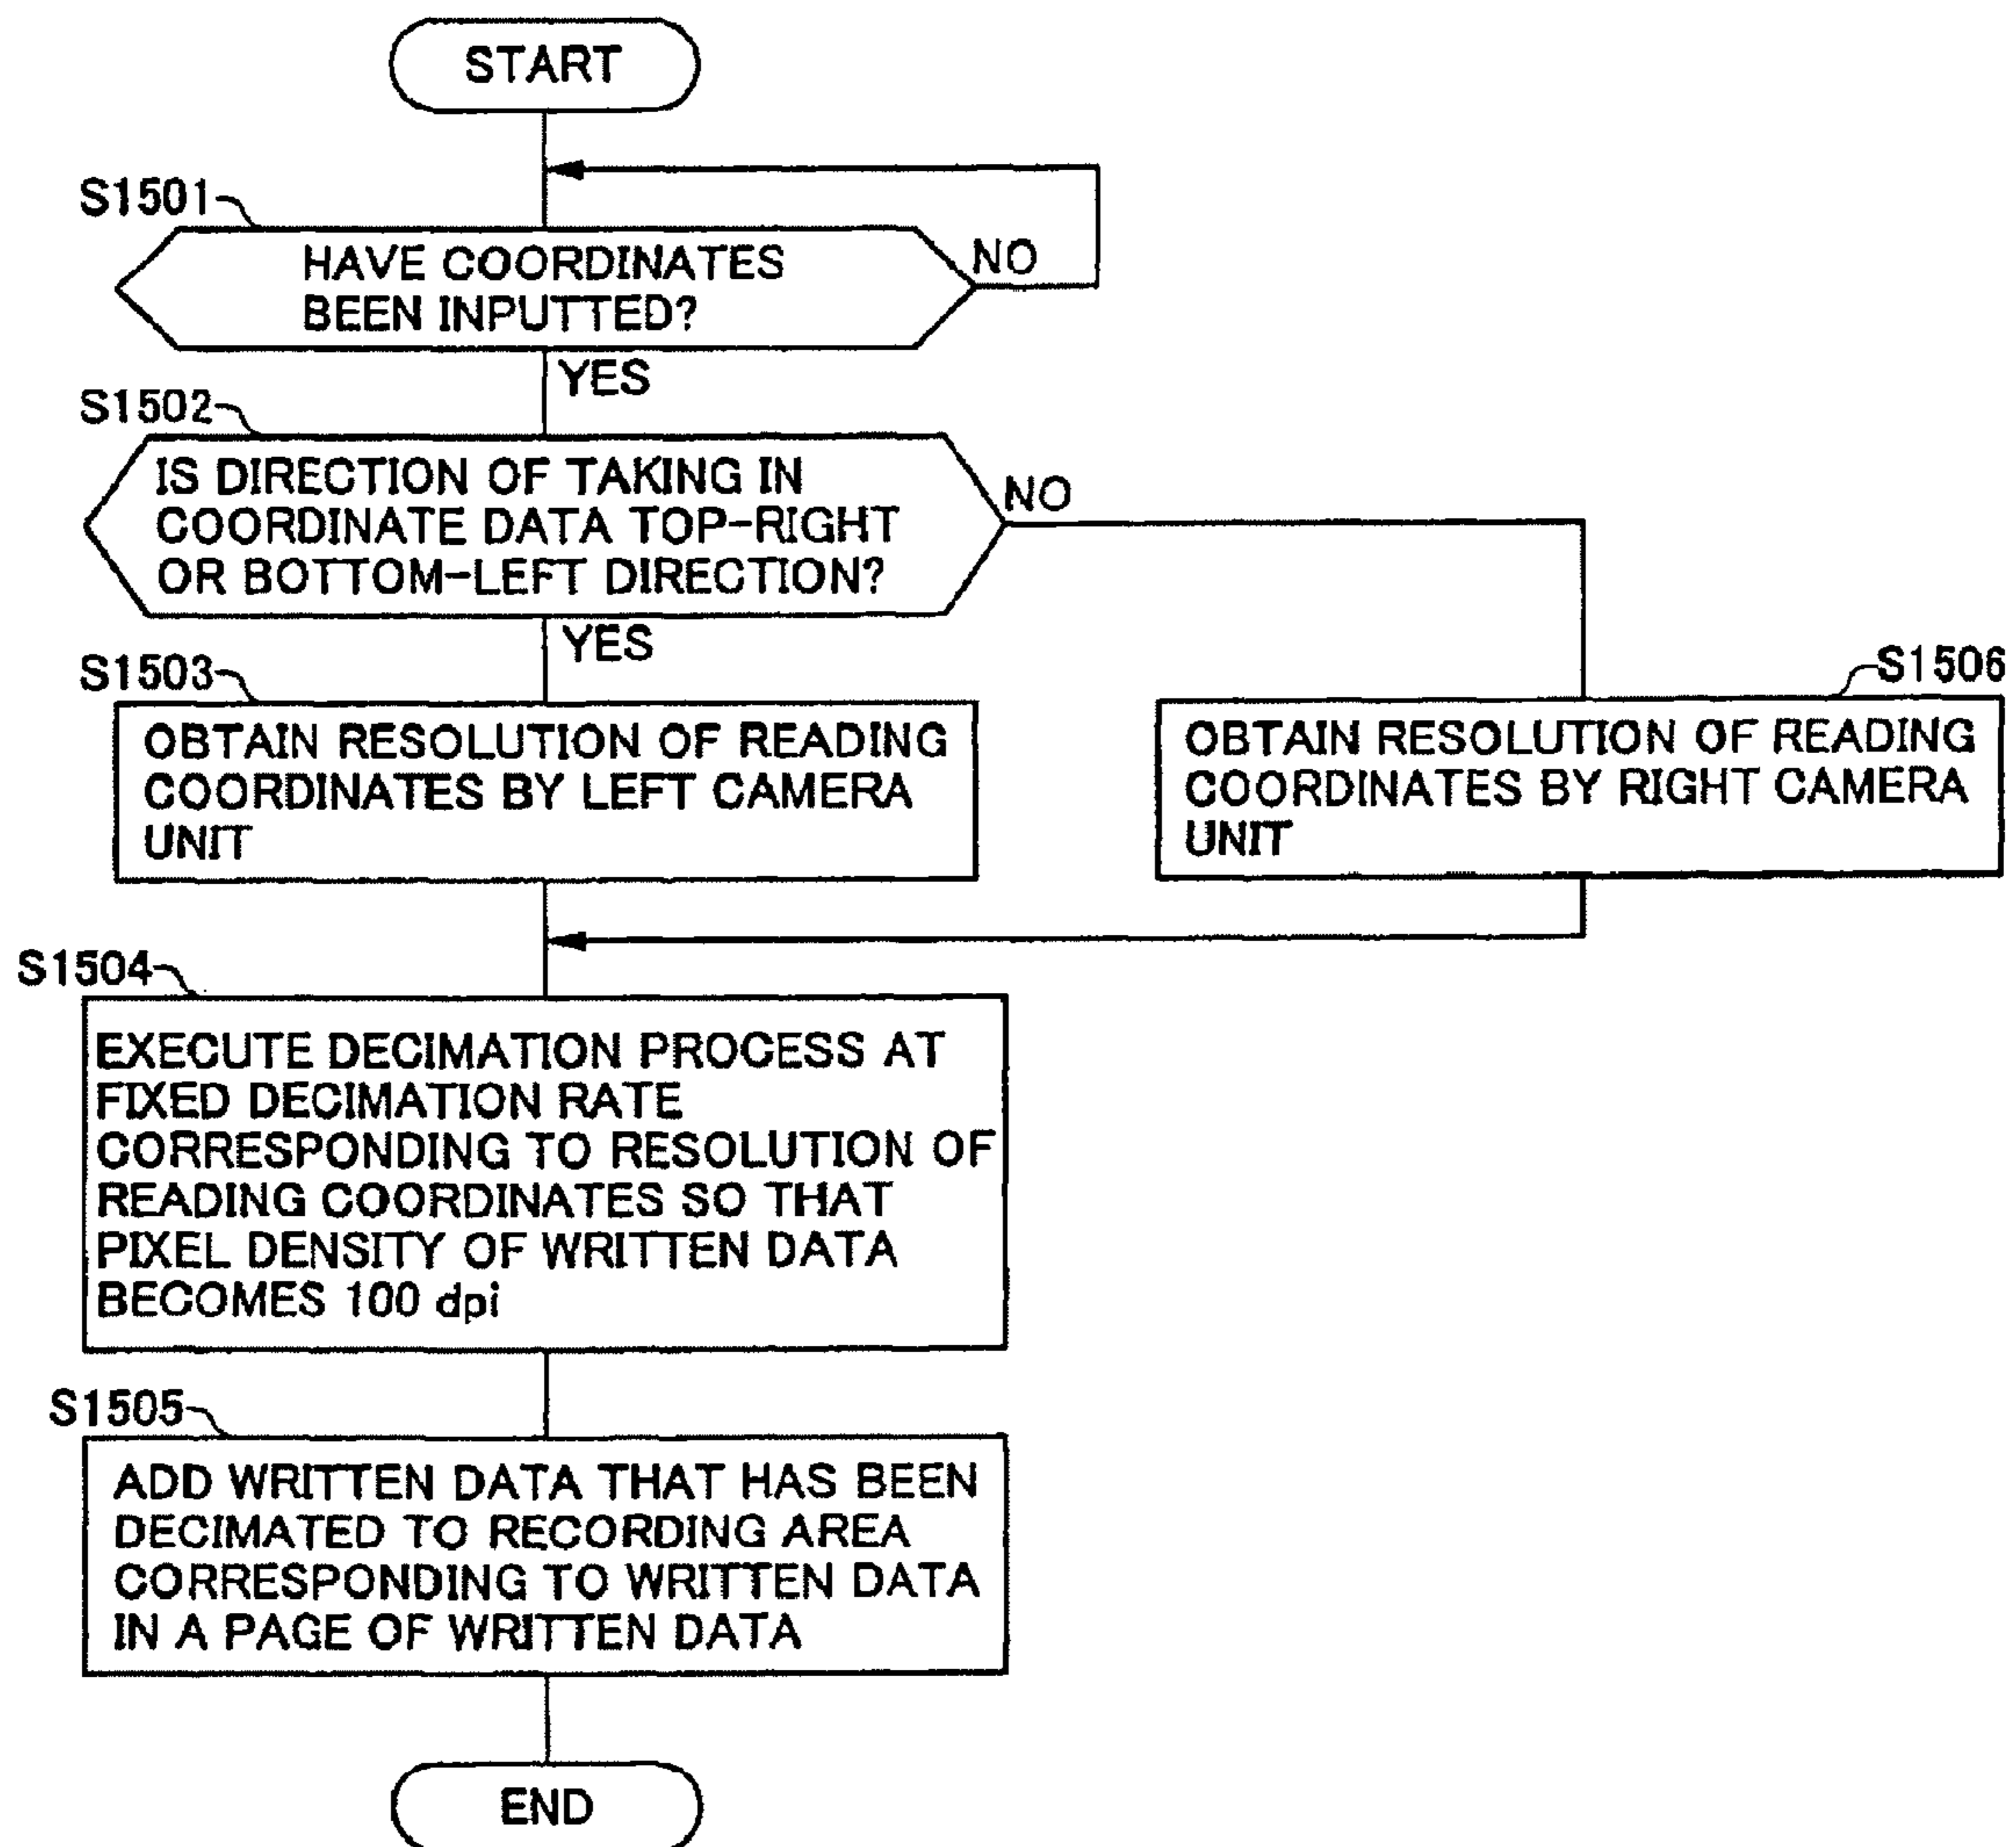 START
S1501
HAVE COORDINATES
BEEN INPUTTED?
NO
YES
S1502
IS DIRECTION OF TAKING IN
COORDINATE DATA TOP-RIGHT
OR BOTTOM-LEFT DIRECTION?
NO
YES
S1503
OBTAIN RESOLUTION OF READING
COORDINATES BY LEFT CAMERA
UNIT
S1506
OBTAIN RESOLUTION OF READING
COORDINATES BY RIGHT CAMERA
UNIT
S1504
EXECUTE DECIMATION PROCESS AT
FIXED DECIMATION RATE
CORRESPONDING TO RESOLUTION OF
READING COORDINATES SO THAT
PIXEL DENSITY OF WRITTEN DATA
BECOMES 100 dpi
S1505
ADD WRITTEN DATA THAT HAS BEEN
DECIMATED TO RECORDING AREA
CORRESPONDING TO WRITTEN DATA
IN A PAGE OF WRITTEN DATA
END